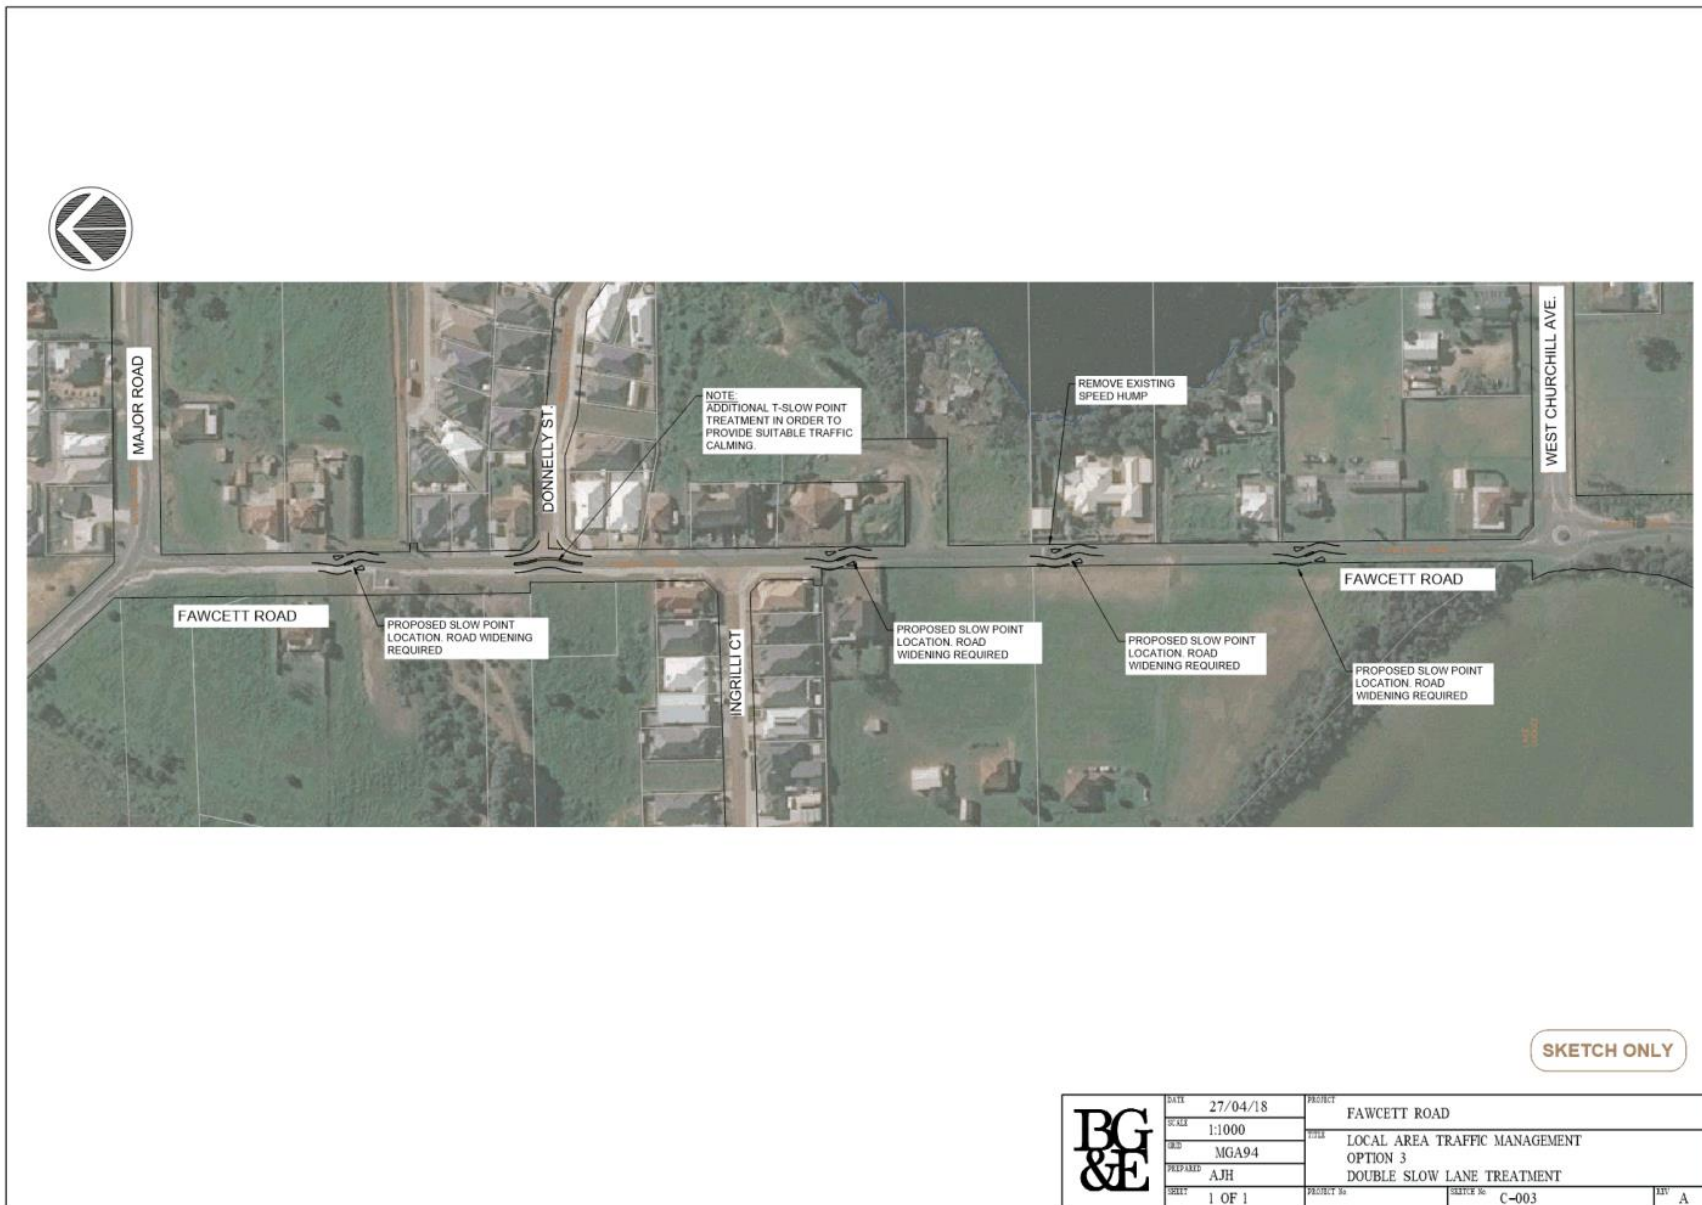 MAJOR ROAD
DONNELLY ST.
NOTE:
ADDITIONAL T-SLOW POINT
TREATMENT IN ORDER TO
PROVIDE SUITABLE TRAFFIC
CALMING.
REMOVE EXISTING
SPEED HUMP
WEST CHURCHILL AVE.
FAWCETT ROAD
PROPOSED SLOW POINT
LOCATION. ROAD WIDENING
REQUIRED
INGRILLI CT
PROPOSED SLOW POINT
LOCATION. ROAD
WIDENING REQUIRED
PROPOSED SLOW POINT
LOCATION. ROAD
WIDENING REQUIRED
FAWCETT ROAD
PROPOSED SLOW POINT
LOCATION. ROAD
WIDENING REQUIRED
SKETCH ONLY
BG
&E
DATE 27/04/18
SCALE 1:1000
GRID MGA94
PREPARED AJH
SHEET 1 OF 1
PROJECT FAWCETT ROAD
TITLE LOCAL AREA TRAFFIC MANAGEMENT
OPTION 3
DOUBLE SLOW LANE TREATMENT
PROJECT No
SKETCH No C-003
REV A